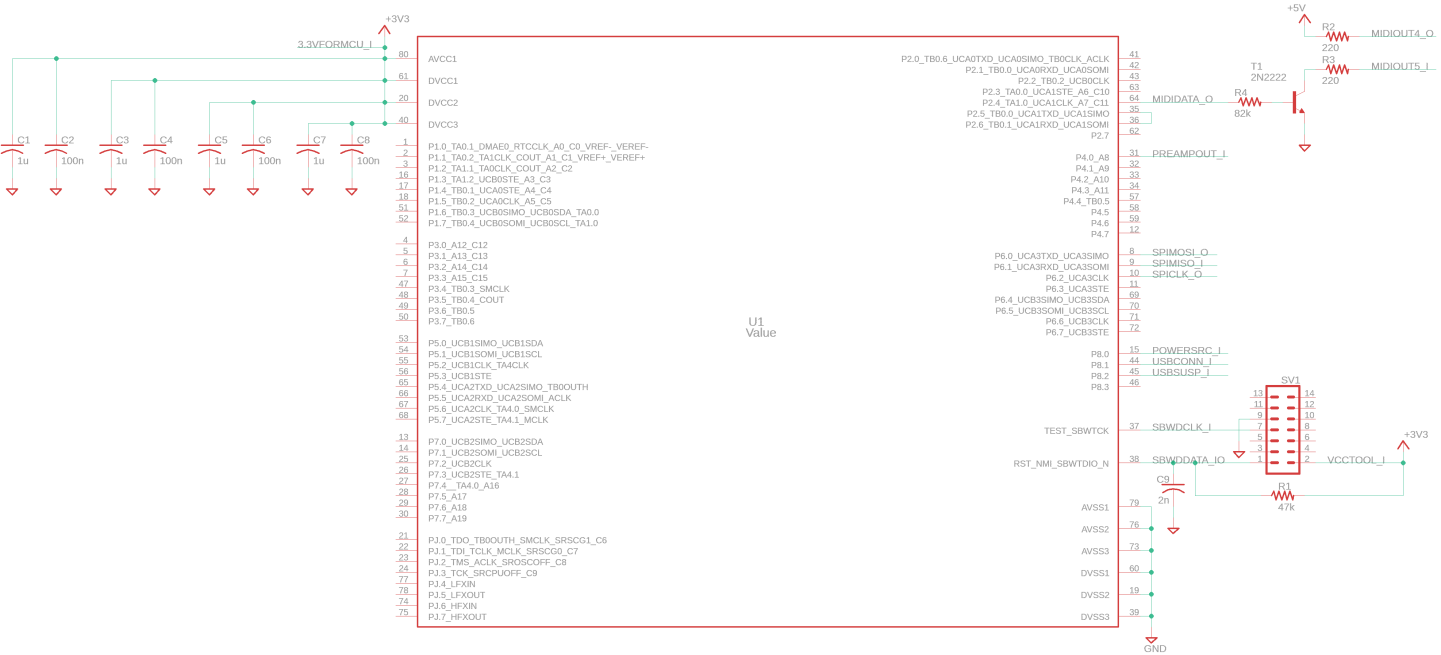 +3V3
3.3VFORMCU_I
80 AVCC1
61 DVCC1
20 DVCC2
40 DVCC3
C1 1u
C2 100n
C3 1u
C4 100n
C5 1u
C6 100n
C7 1u
C8 100n
1 P1.0_TA0.1_DMAE0_RTCCLK_A0_C0_VREF-_VEREF-
2 P1.1_TA0.2_TA1CLK_COUT_A1_C1_VREF+_VEREF+
3 P1.2_TA1.1_TA0CLK_COUT_A2_C2
16 P1.3_TA1.2_UCB0STE_A3_C3
17 P1.4_TB0.1_UCA0STE_A4_C4
18 P1.5_TB0.2_UCA0CLK_A5_C5
51 P1.6_TB0.3_UCB0SIMO_UCB0SDA_TA0.0
52 P1.7_TB0.4_UCB0SOMI_UCB0SCL_TA1.0
4 P3.0_A12_C12
5 P3.1_A13_C13
6 P3.2_A14_C14
7 P3.3_A15_C15
47 P3.4_TB0.3_SMCLK
48 P3.5_TB0.4_COUT
49 P3.6_TB0.5
50 P3.7_TB0.6
53 P5.0_UCB1SIMO_UCB1SDA
54 P5.1_UCB1SOMI_UCB1SCL
55 P5.2_UCB1CLK_TA4CLK
56 P5.3_UCB1STE
65 P5.4_UCA2TXD_UCA2SIMO_TB0OUTH
66 P5.5_UCA2RXD_UCA2SOMI_ACLK
67 P5.6_UCA2CLK_TA4.0_SMCLK
68 P5.7_UCA2STE_TA4.1_MCLK
13 P7.0_UCB2SIMO_UCB2SDA
14 P7.1_UCB2SOMI_UCB2SCL
25 P7.2_UCB2CLK
26 P7.3_UCB2STE_TA4.1
27 P7.4__TA4.0_A16
28 P7.5_A17
29 P7.6_A18
30 P7.7_A19
21 PJ.0_TDO_TB0OUTH_SMCLK_SRSCG1_C6
22 PJ.1_TDI_TCLK_MCLK_SRSCG0_C7
23 PJ.2_TMS_ACLK_SROSCOFF_C8
24 PJ.3_TCK_SRCPUOFF_C9
77 PJ.4_LFXIN
78 PJ.5_LFXOUT
74 PJ.6_HFXIN
75 PJ.7_HFXOUT
U1
Value
P2.0_TB0.6_UCA0TXD_UCA0SIMO_TB0CLK_ACLK 41
P2.1_TB0.0_UCA0RXD_UCA0SOMI 42
P2.2_TB0.2_UCB0CLK 43
P2.3_TA0.0_UCA1STE_A6_C10 63
P2.4_TA1.0_UCA1CLK_A7_C11 64 MIDIDATA_O
P2.5_TB0.0_UCA1TXD_UCA1SIMO 35
P2.6_TB0.1_UCA1RXD_UCA1SOMI 36
P2.7 62
P4.0_A8 31 PREAMPOUT_I
P4.1_A9 32
P4.2_A10 33
P4.3_A11 34
P4.4_TB0.5 57
P4.5 58
P4.6 59
P4.7 12
P6.0_UCA3TXD_UCA3SIMO 8 SPIMOSI_O
P6.1_UCA3RXD_UCA3SOMI 9 SPIMISO_I
P6.2_UCA3CLK 10 SPICLK_O
P6.3_UCA3STE 11
P6.4_UCB3SIMO_UCB3SDA 69
P6.5_UCB3SOMI_UCB3SCL 70
P6.6_UCB3CLK 71
P6.7_UCB3STE 72
P8.0 15 POWERSRC_I
P8.1 44 USBCONN_I
P8.2 45 USBSUSP_I
P8.3 46
TEST_SBWTCK 37 SBWDCLK_I
RST_NMI_SBWTDIO_N 38 SBWDDATA_IO
AVSS1 79
AVSS2 76
AVSS3 73
DVSS1 60
DVSS2 19
DVSS3 39
GND
+5V
R2
220
MIDIOUT4_O
R3
220
MIDIOUT5_I
T1
2N2222
R4
82k
SV1
13 14
11 12
9 10
7 8
5 6
3 4
1 2
VCCTOOL_I
+3V3
C9
2n
R1
47k